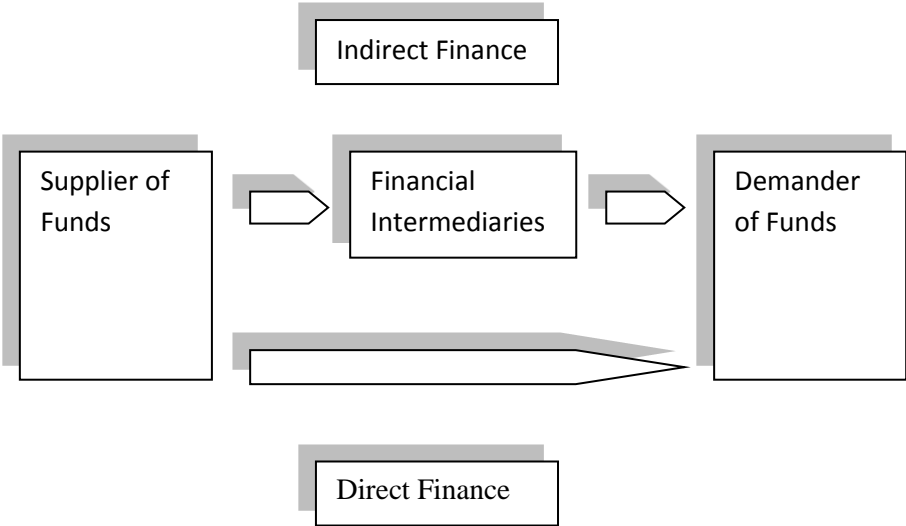 Indirect Finance
Supplier of
Funds
Financial
Intermediaries
Demander
of Funds
Direct Finance